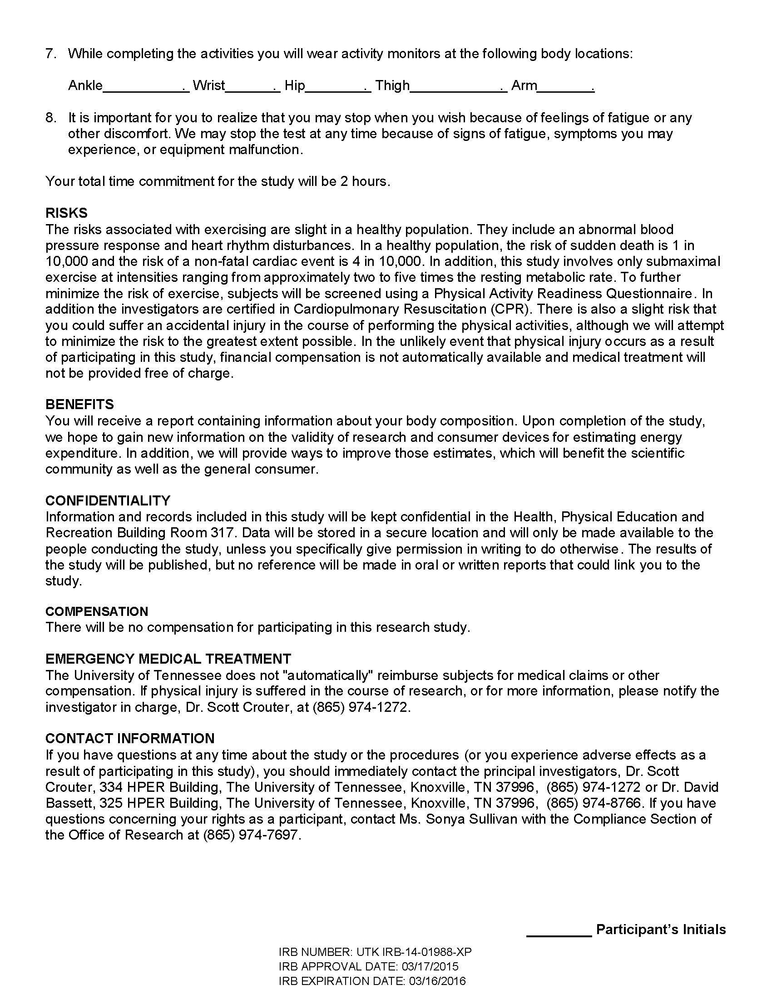 7. While completing the activities you will wear activity monitors at the following body locations:
Ankle___________. Wrist______. Hip_______. Thigh____________. Arm_______.
8. It is important for you to realize that you may stop when you wish because of feelings of fatigue or any
other discomfort. We may stop the test at any time because of signs of fatigue, symptoms you may
experience, or equipment malfunction.
Your total time commitment for the study will be 2 hours.
RISKS
The risks associated with exercising are slight in a healthy population. They include an abnormal blood
pressure response and heart rhythm disturbances. In a healthy population, the risk of sudden death is 1 in
10,000 and the risk of a non-fatal cardiac event is 4 in 10,000. In addition, this study involves only submaximal
exercise at intensities ranging from approximately two to five times the resting metabolic rate. To further
minimize the risk of exercise, subjects will be screened using a Physical Activity Readiness Questionnaire. In
addition the investigators are certified in Cardiopulmonary Resuscitation (CPR). There is also a slight risk that
you could suffer an accidental injury in the course of performing the physical activities, although we will attempt
to minimize the risk to the greatest extent possible. In the unlikely event that physical injury occurs as a result
of participating in this study, financial compensation is not automatically available and medical treatment will
not be provided free of charge.
BENEFITS
You will receive a report containing information about your body composition. Upon completion of the study,
we hope to gain new information on the validity of research and consumer devices for estimating energy
expenditure. In addition, we will provide ways to improve those estimates, which will benefit the scientific
community as well as the general consumer.
CONFIDENTIALITY
Information and records included in this study will be kept confidential in the Health, Physical Education and
Recreation Building Room 317. Data will be stored in a secure location and will only be made available to the
people conducting the study, unless you specifically give permission in writing to do otherwise. The results of
the study will be published, but no reference will be made in oral or written reports that could link you to the
study.
COMPENSATION
There will be no compensation for participating in this research study.
EMERGENCY MEDICAL TREATMENT
The University of Tennessee does not "automatically" reimburse subjects for medical claims or other
compensation. If physical injury is suffered in the course of research, or for more information, please notify the
investigator in charge, Dr. Scott Crouter, at (865) 974-1272.
CONTACT INFORMATION
If you have questions at any time about the study or the procedures (or you experience adverse effects as a
result of participating in this study), you should immediately contact the principal investigators, Dr. Scott
Crouter, 334 HPER Building, The University of Tennessee, Knoxville, TN 37996, (865) 974-1272 or Dr. David
Bassett, 325 HPER Building, The University of Tennessee, Knoxville, TN 37996, (865) 974-8766. If you have
questions concerning your rights as a participant, contact Ms. Sonya Sullivan with the Compliance Section of
the Office of Research at (865) 974-7697.
_________ Participant’s Initials
IRB NUMBER: UTK IRB-14-01988-XP
IRB APPROVAL DATE: 03/17/2015
IRB EXPIRATION DATE: 03/16/2016